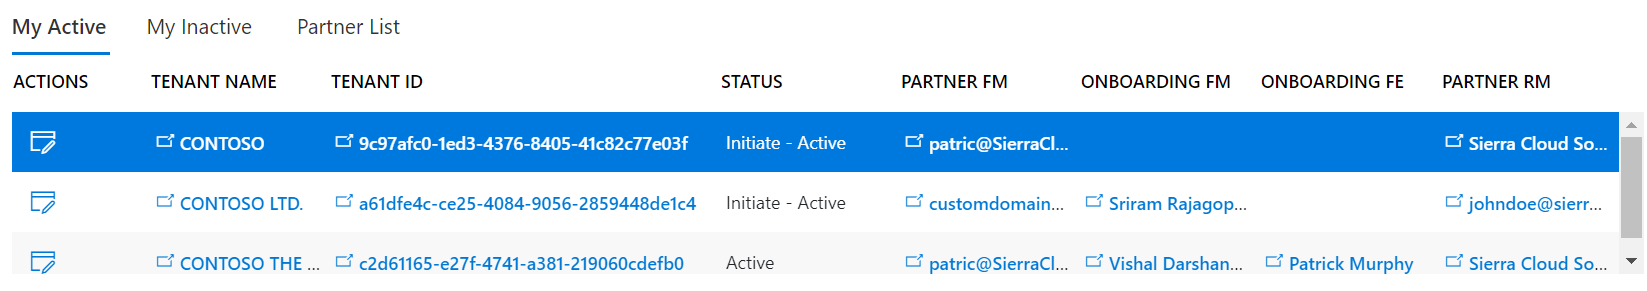 My Active My Inactive Partner List
ACTIONS TENANT NAME TENANT ID STATUS PARTNER FM ONBOARDING FM ONBOARDING FE PARTNER RM
CONTOSO 9c97afc0-1ed3-4376-8405-41c82c77e03f Initiate - Active patric@SierraCl... Sierra Cloud So...
CONTOSO LTD. a61dfe4c-ce25-4084-9056-2859448de1c4 Initiate - Active customdomain... Sriram Rajagop... johndoe@sierr...
CONTOSO THE ... c2d61165-e27f-4741-a381-219060cdefb0 Active patric@SierraCl... Vishal Darshan... Patrick Murphy Sierra Cloud So...